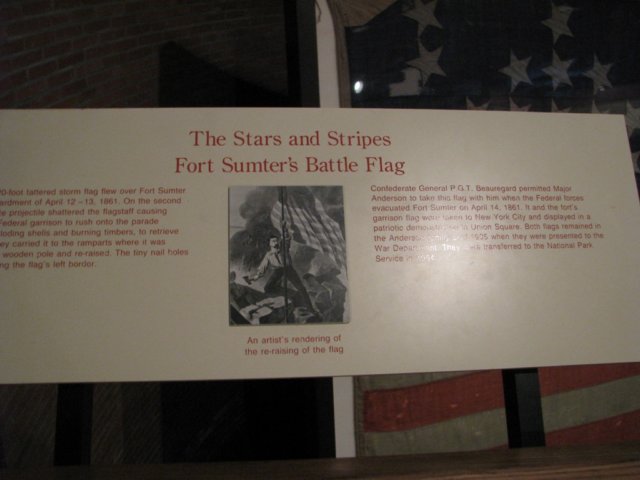 The Stars and Stripes
Fort Sumter's Battle Flag
0-foot tattered storm flag flew over Fort Sumter
ardment of April 12-13, 1861. On the second
e projectile shattered the flagstaff causing
Federal garrison to rush onto the parade
loding shells and burning timbers, to retrieve
ey carried it to the ramparts where it was
wooden pole and re-raised. The tiny nail holes
ng the flag's left border.
An artist's rendering of
the re-raising of the flag
Confederate General P.G.T. Beauregard permitted Major
Anderson to take this flag with him when the Federal forces
evacuated Fort Sumter on April 14, 1861. It and the fort's
garrison flag were taken to New York City and displayed in a
patriotic Union Square. Both flags remained in
the Anderson 1905 when they were presented to the
War Department. They were transferred to the National Park
Service in